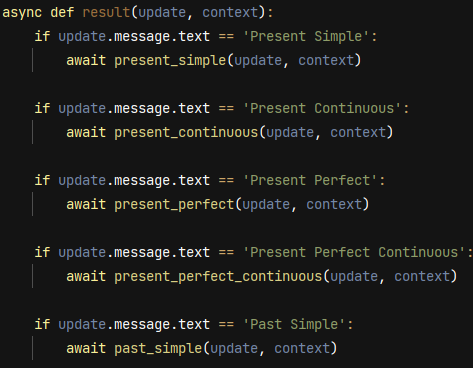 async def result(update, context):
    if update.message.text == 'Present Simple':
        await present_simple(update, context)
    if update.message.text == 'Present Continuous':
        await present_continuous(update, context)
    if update.message.text == 'Present Perfect':
        await present_perfect(update, context)
    if update.message.text == 'Present Perfect Continuous':
        await present_perfect_continuous(update, context)
    if update.message.text == 'Past Simple':
        await past_simple(update, context)